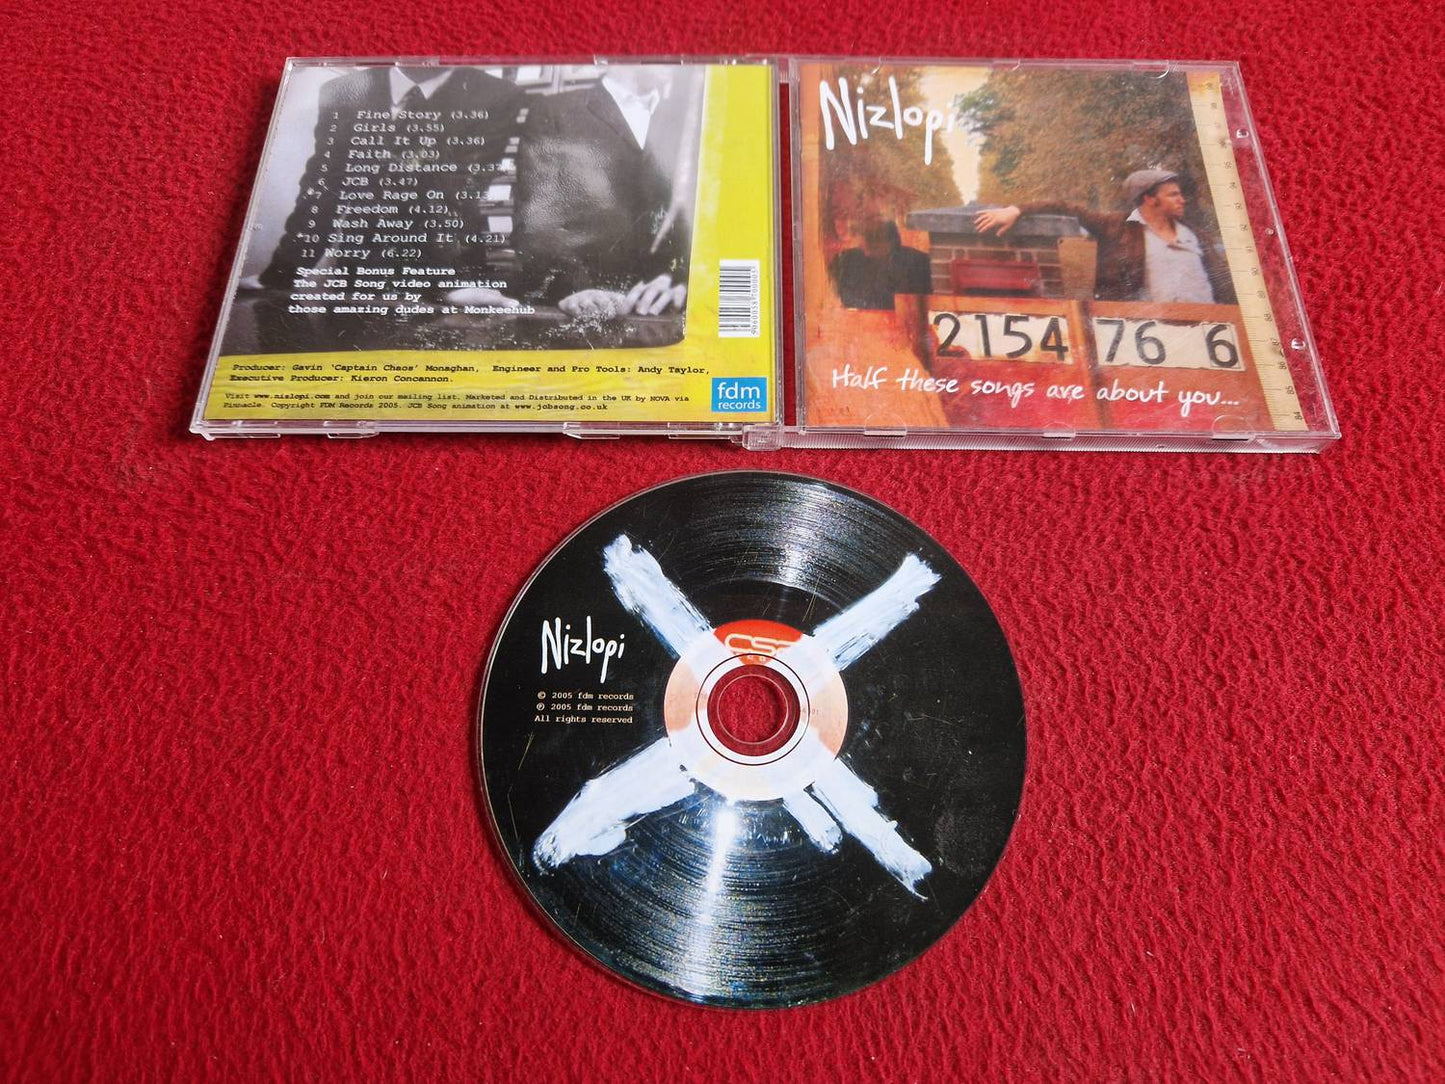 1 Fine Story (3.36)
2 Girls (3.55)
3 Call It Up (3.36)
4 Faith (3.03)
5 Long Distance (3.37)
6 JCB (3.47)
*7 Love Rage On (3.13)
8 Freedom (4.12)
9 Wash Away (3.50)
*10 Sing Around It (4.21)
11 Worry (6.22)
Special Bonus Feature
The JCB Song video animation
created for us by
those amazing dudes at Monkeehub
Producer: Gavin 'Captain Chaos' Monaghan, Engineer and Pro Tools: Andy Taylor,
Executive Producer: Kieron Concannon.
Visit www.nizlopi.com and join our mailing list. Marketed and Distributed in the UK by NOVA via
Pinnacle. Copyright FDM Records 2005. JCB Song animation at www.jcbsong.co.uk
fdm
records
Nizlopi
2154 76 6
Half these songs are about you...
Nizlopi
© 2005 fdm records
℗ 2005 fdm records
All rights reserved